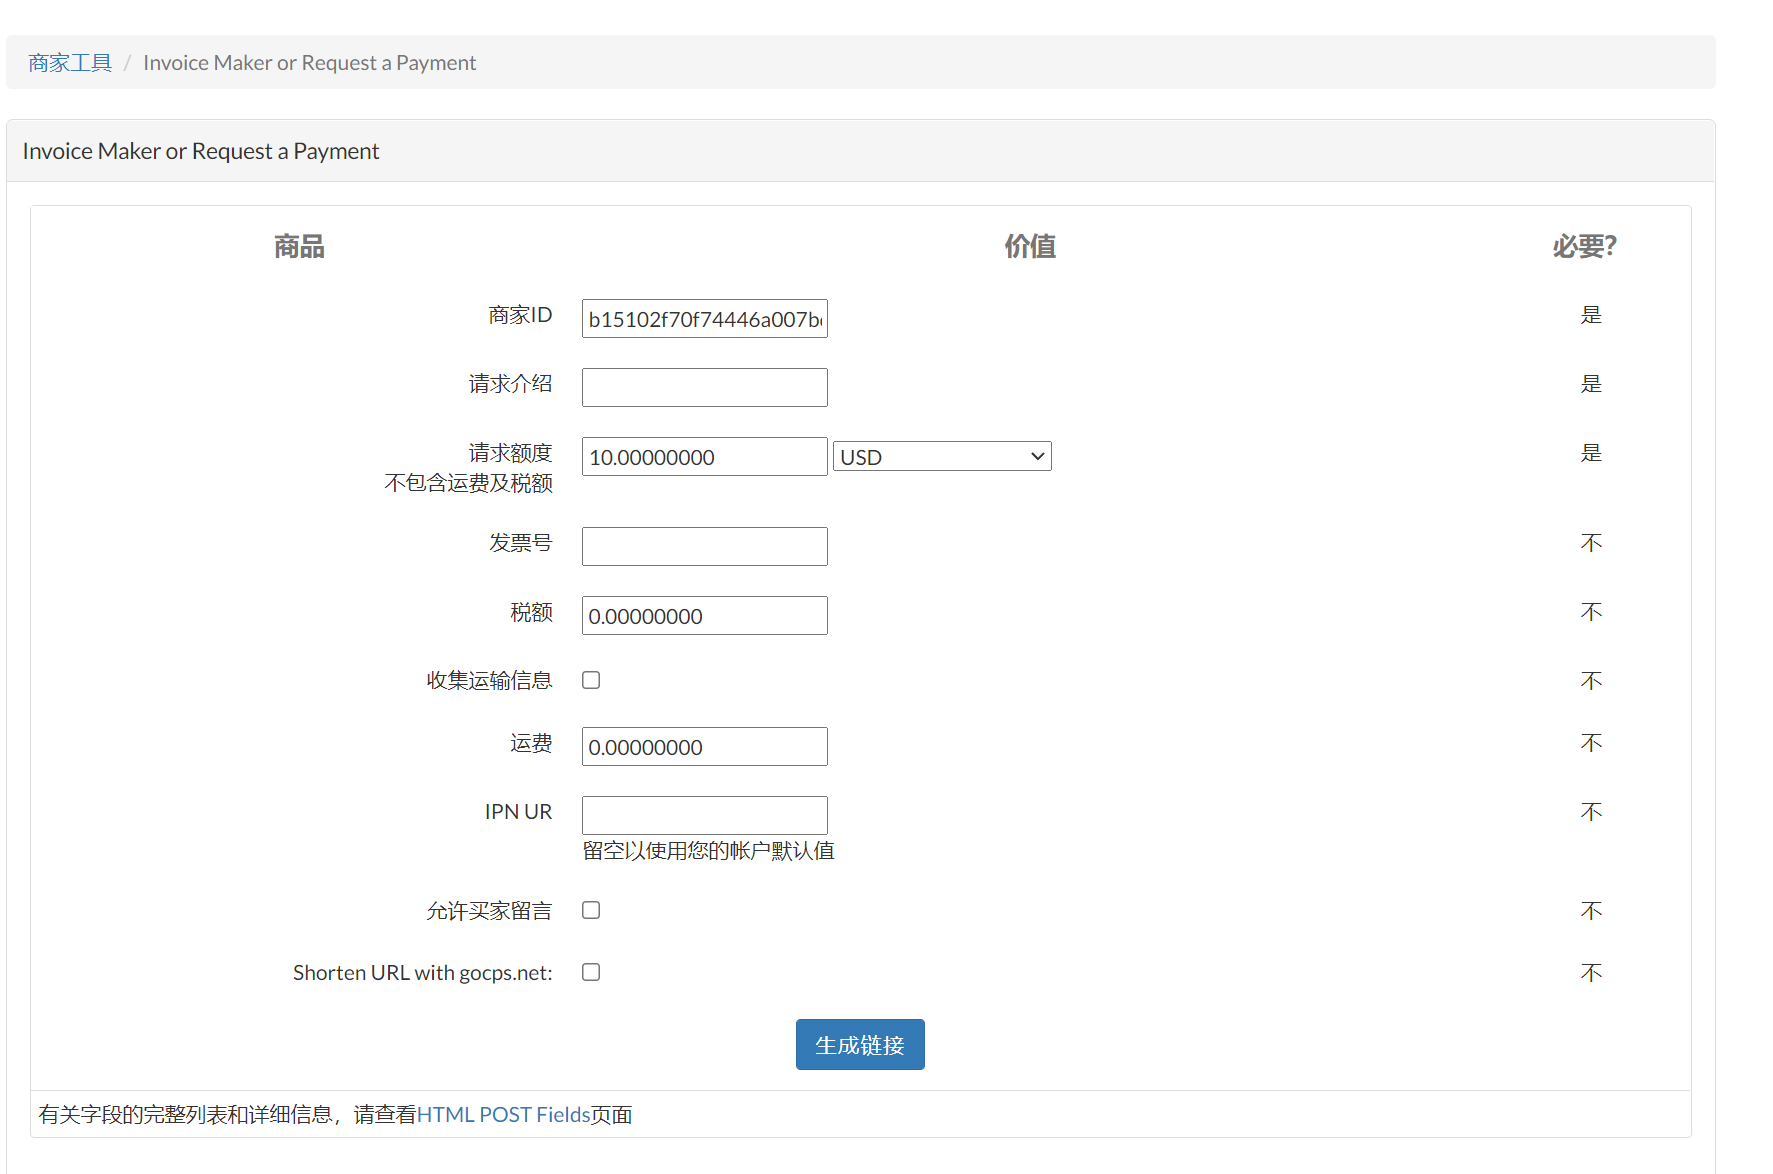 商家工具 / Invoice Maker or Request a Payment
Invoice Maker or Request a Payment
商品 价值 必要?
商家ID b15102f70f74446a007b 是
请求介绍 是
请求额度 10.00000000 USD 是
不包含运费及税额
发票号 不
税额 0.00000000 不
收集运输信息 不
运费 0.00000000 不
IPN UR 不
留空以使用您的帐户默认值
允许买家留言 不
Shorten URL with gocps.net: 不
生成链接
有关字段的完整列表和详细信息，请查看HTML POST Fields页面